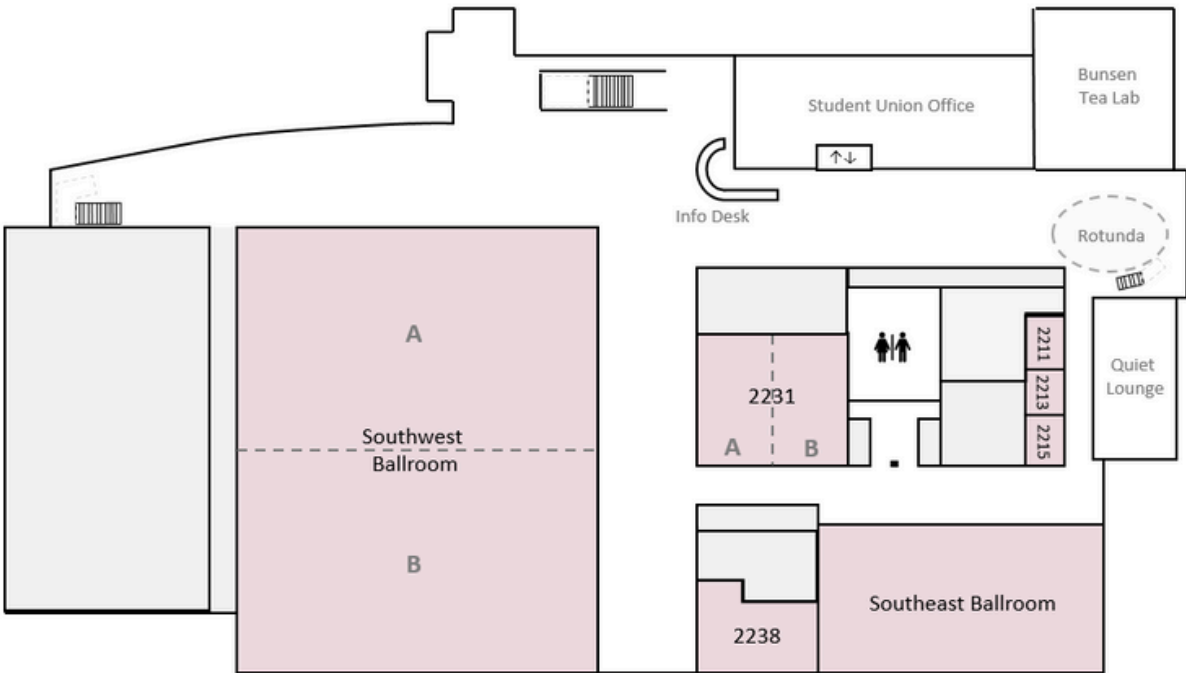 Bunsen
Tea Lab
Student Union Office
↑↓
Info Desk
Rotunda
A
2211
Quiet
Lounge
2213
2231
2215
Southwest
Ballroom
A
B
B
Southeast Ballroom
2238